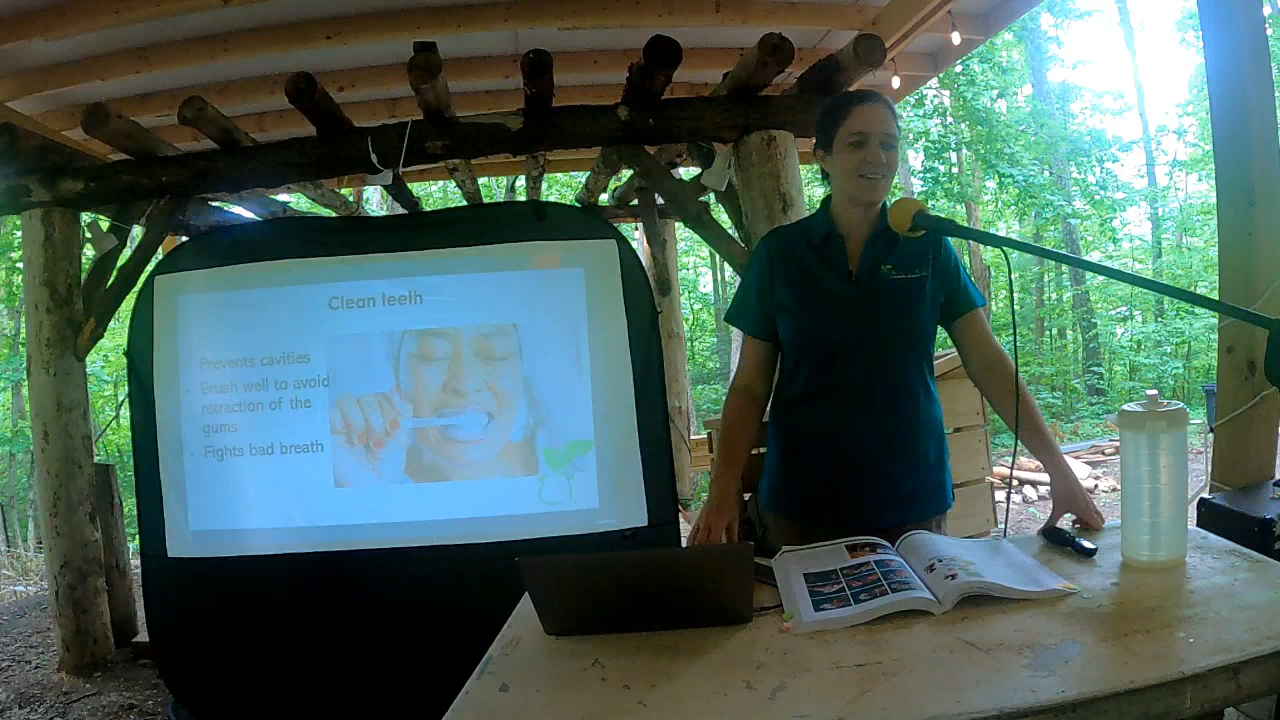 Clean teeth
Prevents cavities
- Brush well to avoid
retraction of the
gums
- Fights bad breath